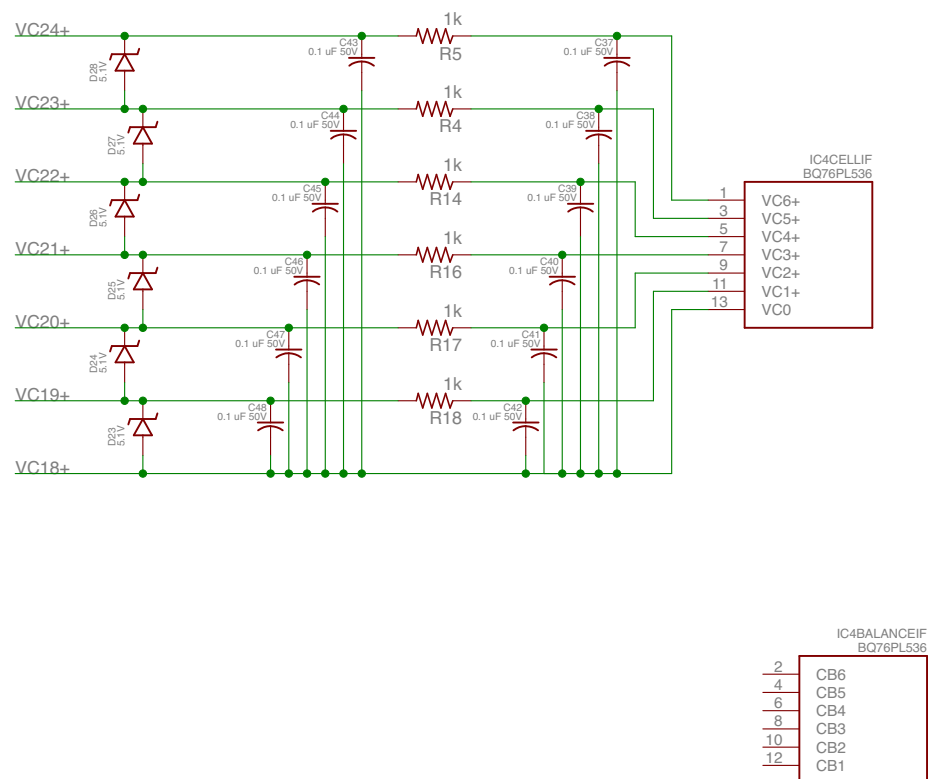 VC24+
D28
5.1V
C43
0.1 uF 50V
1k
R5
C37
0.1 uF 50V
VC23+
D27
5.1V
C44
0.1 uF 50V
1k
R4
C38
0.1 uF 50V
VC22+
D26
5.1V
C45
0.1 uF 50V
1k
R14
C39
0.1 uF 50V
VC21+
D25
5.1V
C46
0.1 uF 50V
1k
R16
C40
0.1 uF 50V
VC20+
D24
5.1V
C47
0.1 uF 50V
1k
R17
C41
0.1 uF 50V
VC19+
D23
5.1V
C48
0.1 uF 50V
1k
R18
C42
0.1 uF 50V
VC18+
IC4CELLIF
BQ76PL536
1 VC6+
3 VC5+
5 VC4+
7 VC3+
9 VC2+
11 VC1+
13 VC0
IC4BALANCEIF
BQ76PL536
2 CB6
4 CB5
6 CB4
8 CB3
10 CB2
12 CB1